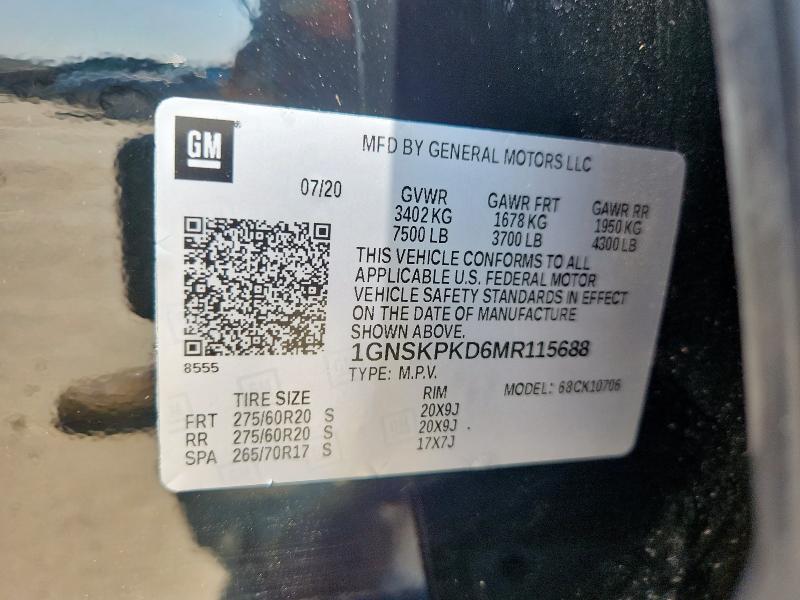 GM
MFD BY GENERAL MOTORS LLC
07/20
GVWR GAWR FRT GAWR RR
3402 KG 1678 KG 1950 KG
7500 LB 3700 LB 4300 LB
THIS VEHICLE CONFORMS TO ALL
APPLICABLE U.S. FEDERAL MOTOR
VEHICLE SAFETY STANDARDS IN EFFECT
ON THE DATE OF MANUFACTURE
SHOWN ABOVE.
8555
1GNSKPKD6MR115688
TYPE: M.P.V. MODEL: 68CK10706
TIRE SIZE RIM
FRT 275/60R20 S 20X9J
RR 275/60R20 S 20X9J
SPA 265/70R17 S 17X7J